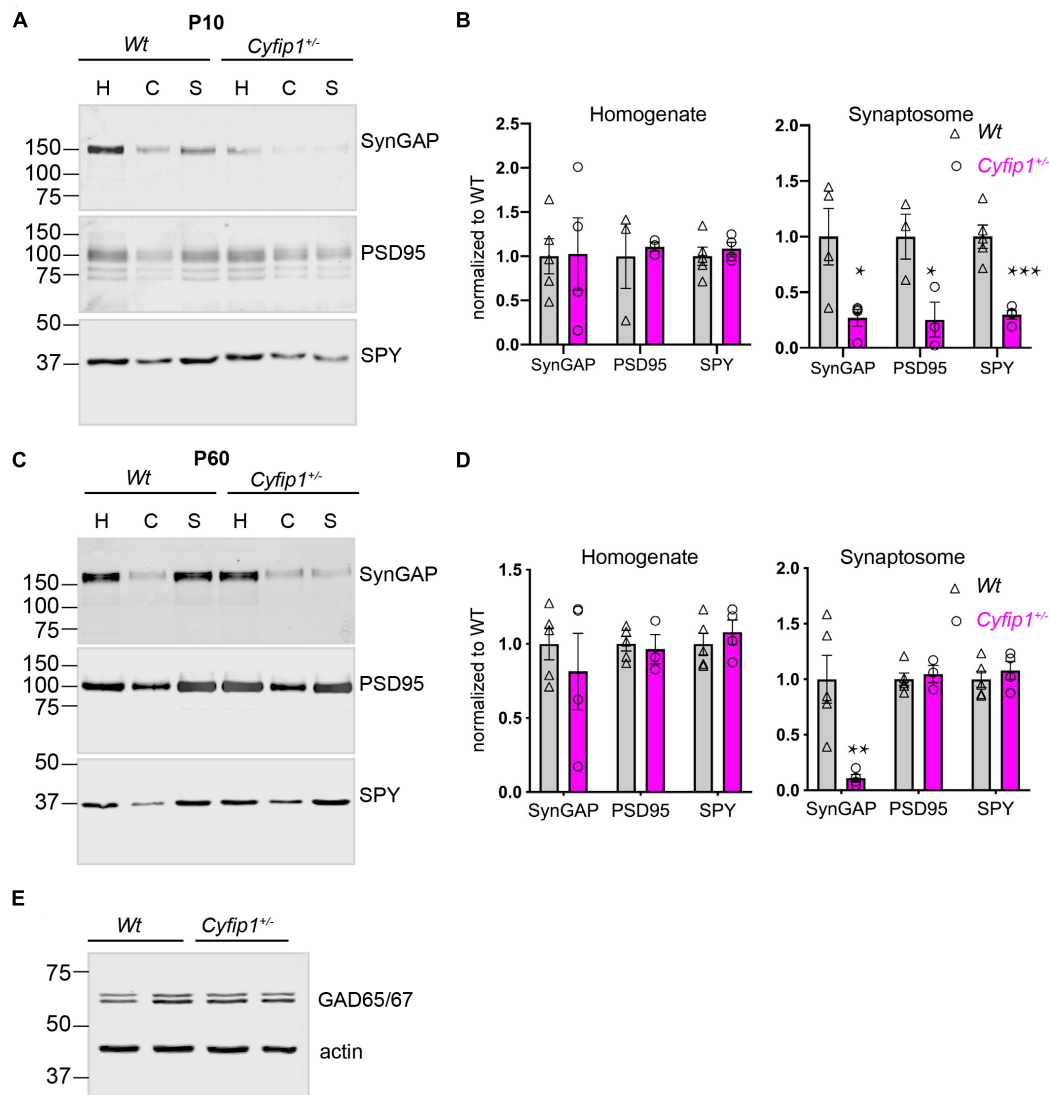 A
P10
Wt Cyfip1+/-
H C S H C S
150 SynGAP
100
75
150
100 PSD95
75
50
37 SPY
B
Homogenate
normalized to WT
2.5
2.0
1.5
1.0
0.5
0.0
SynGAP PSD95 SPY
Synaptosome
Wt
Cyfip1+/-
2.0
1.5
1.0
0.5
0.0
* * ***
SynGAP PSD95 SPY
C
P60
Wt Cyfip1+/-
H C S H C S
SynGAP
150
100
75
150
100 PSD95
75
50
37 SPY
D
Homogenate
normalized to WT
1.5
1.0
0.5
0.0
SynGAP PSD95 SPY
Synaptosome
Wt
Cyfip1+/-
2.0
1.5
1.0
0.5
0.0
**
SynGAP PSD95 SPY
E
Wt Cyfip1+/-
75
GAD65/67
50
actin
37